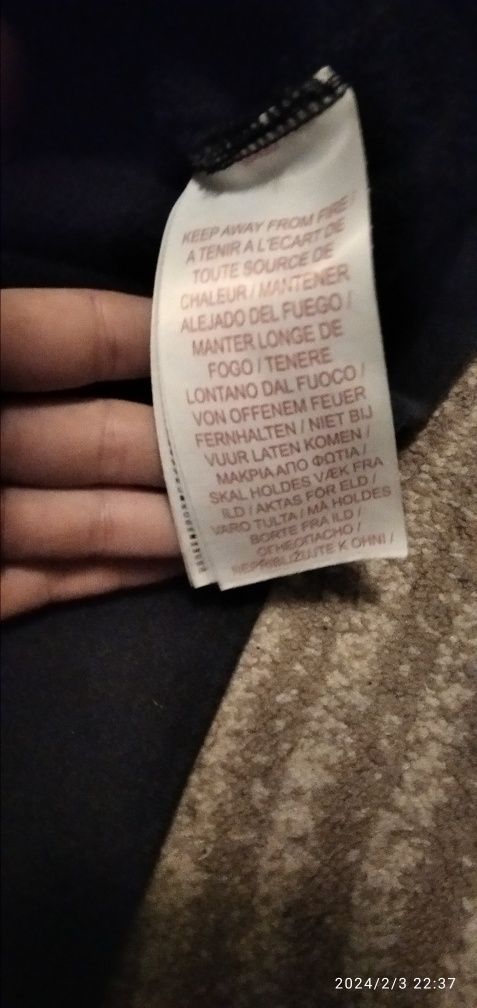 KEEP AWAY FROM FIRE /
A TENIR A L'ECART DE
TOUTE SOURCE DE
CHALEUR / MANTENER
ALEJADO DEL FUEGO /
MANTER LONGE DE
FOGO / TENERE
LONTANO DAL FUOCO /
VON OFFENEM FEUER
FERNHALTEN / NIET BIJ
VUUR LATEN KOMEN /
ΜΑΚΡΙΑ ΑΠΟ ΦΩΤΙΑ /
SKAL HOLDES VÆK FRA
ILD / AKTAS FÖR ELD /
VARO TULTA / MÅ HOLDES
BORTE FRA ILD /
ОГНЕОПАСНО /
NEPRIBLIŽUJTE K OHNI /
2024/2/3 22:37